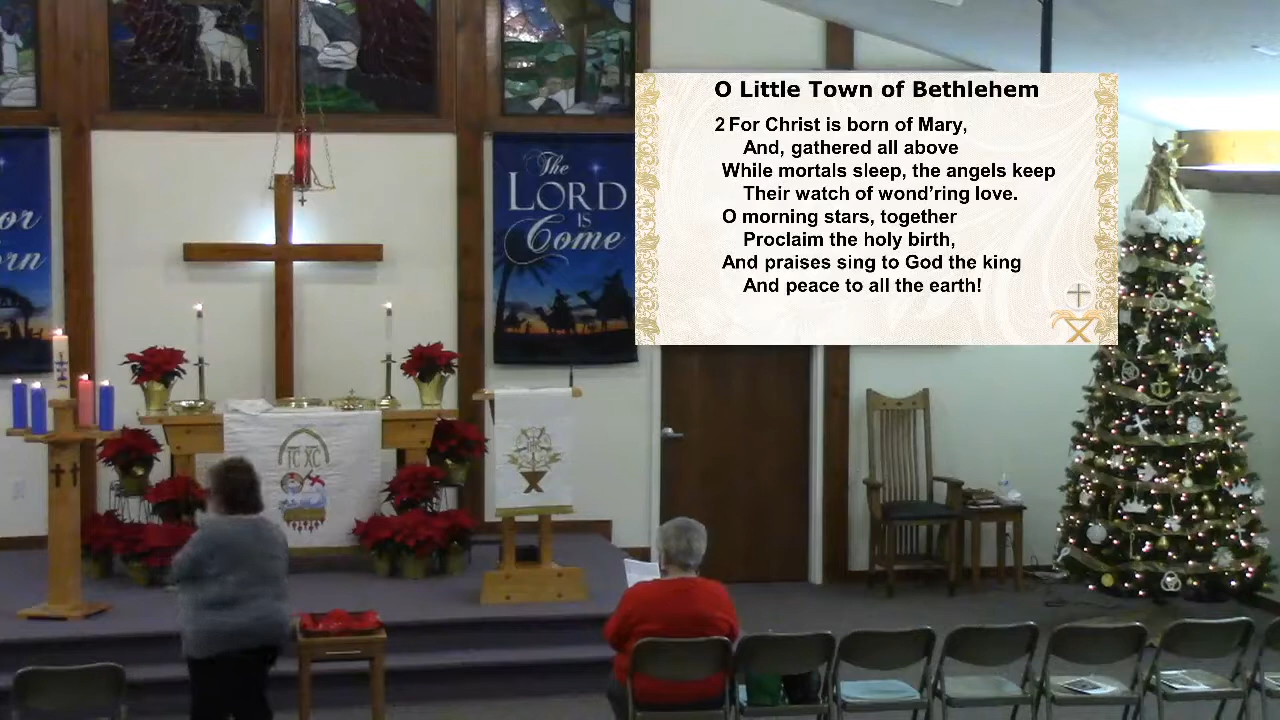 O Little Town of Bethlehem
2 For Christ is born of Mary,
And, gathered all above
While mortals sleep, the angels keep
Their watch of wond’ring love.
O morning stars, together
Proclaim the holy birth,
And praises sing to God the king
And peace to all the earth!
The
LORD
IS
Come
or
rn
IC XC